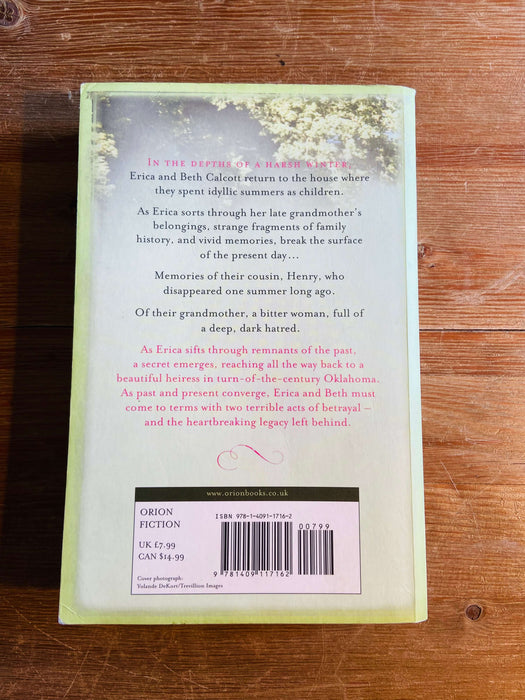 IN THE DEPTHS OF A HARSH WINTER,
Erica and Beth Calcott return to the house where
they spent idyllic summers as children.
As Erica sorts through her late grandmother's
belongings, strange fragments of family
history, and vivid memories, break the surface
of the present day...
Memories of their cousin, Henry, who
disappeared one summer long ago.
Of their grandmother, a bitter woman, full of
a deep, dark hatred.
As Erica sifts through remnants of the past,
a secret emerges, reaching all the way back to a
beautiful heiress in turn-of-the-century Oklahoma.
As past and present converge, Erica and Beth must
come to terms with two terrible acts of betrayal –
and the heartbreaking legacy left behind.
www.orionbooks.co.uk
ORION
FICTION
UK £7.99
CAN $14.99
ISBN 978-1-4091-1716-2
00799
9 781409 117162
Cover photograph:
Yolande DeKort/Trevillion Images